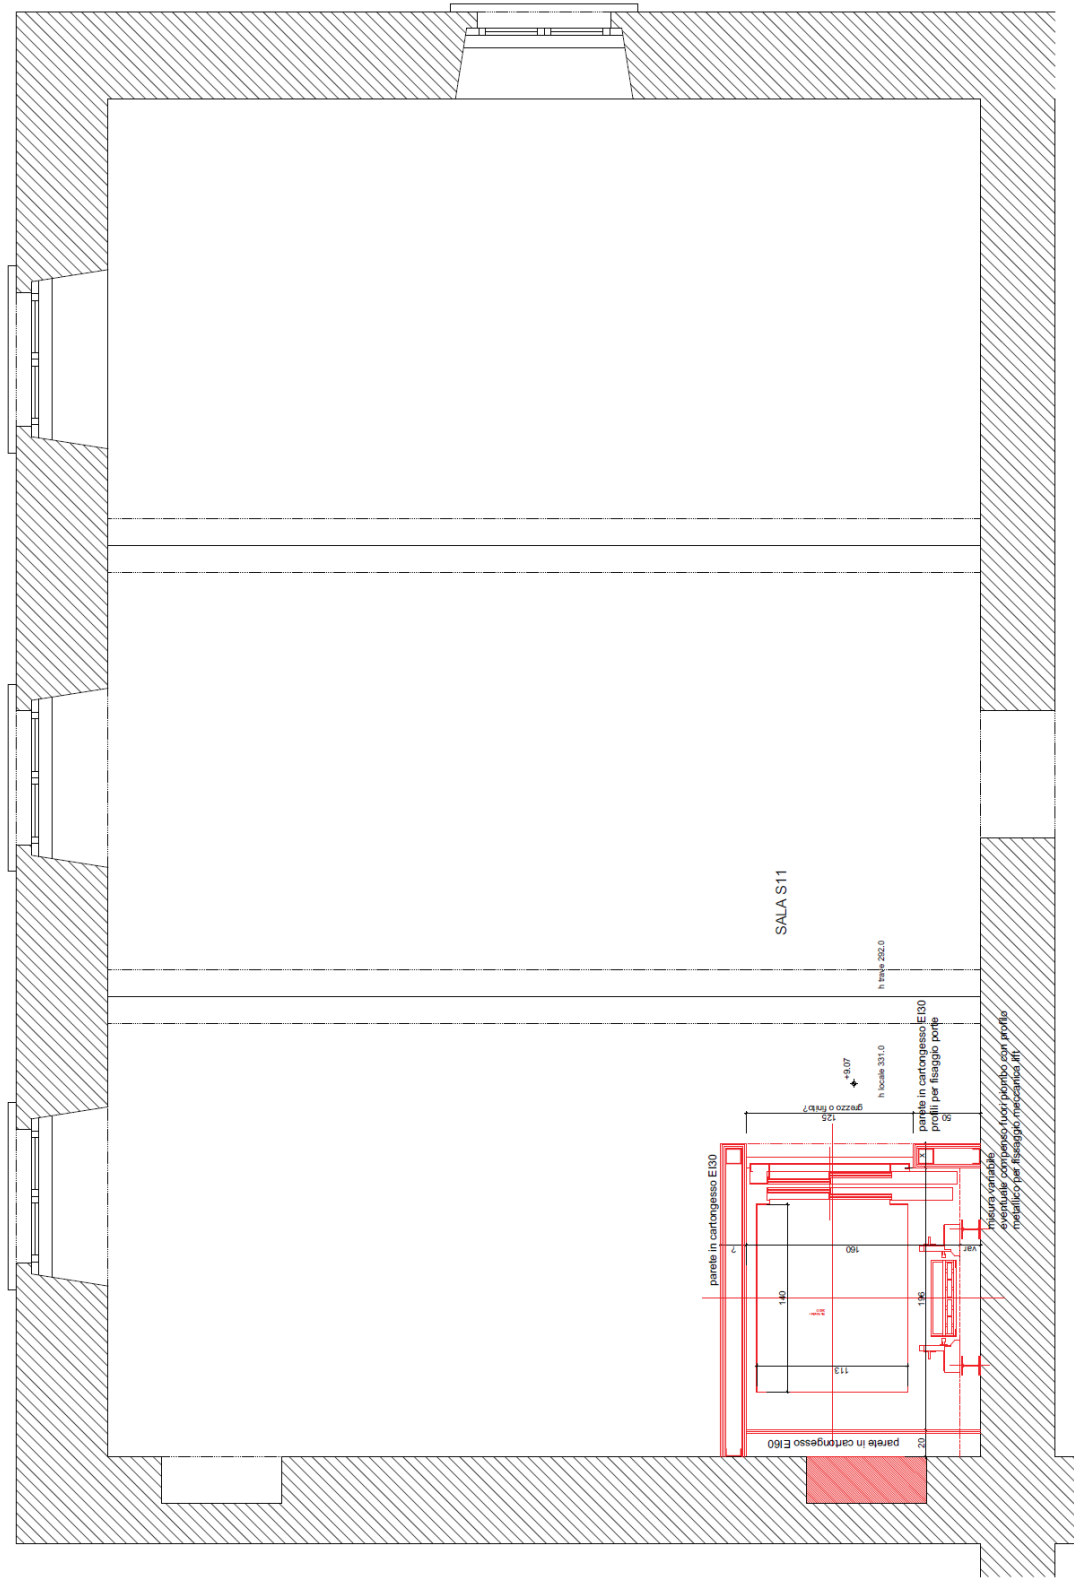 SALA S11
h trave 292.0
+9.07
h locale 331.0
grezzo o finito?
125
50
parete in cartongesso EI30
profili per fissaggio porte
misura variabile
eventuale compenso fuori piombo con profilo
metallico per fissaggio meccanica lift
parete in cartongesso EI30
x
?
160
var
140
196
113
parete in cartongesso EI60
20